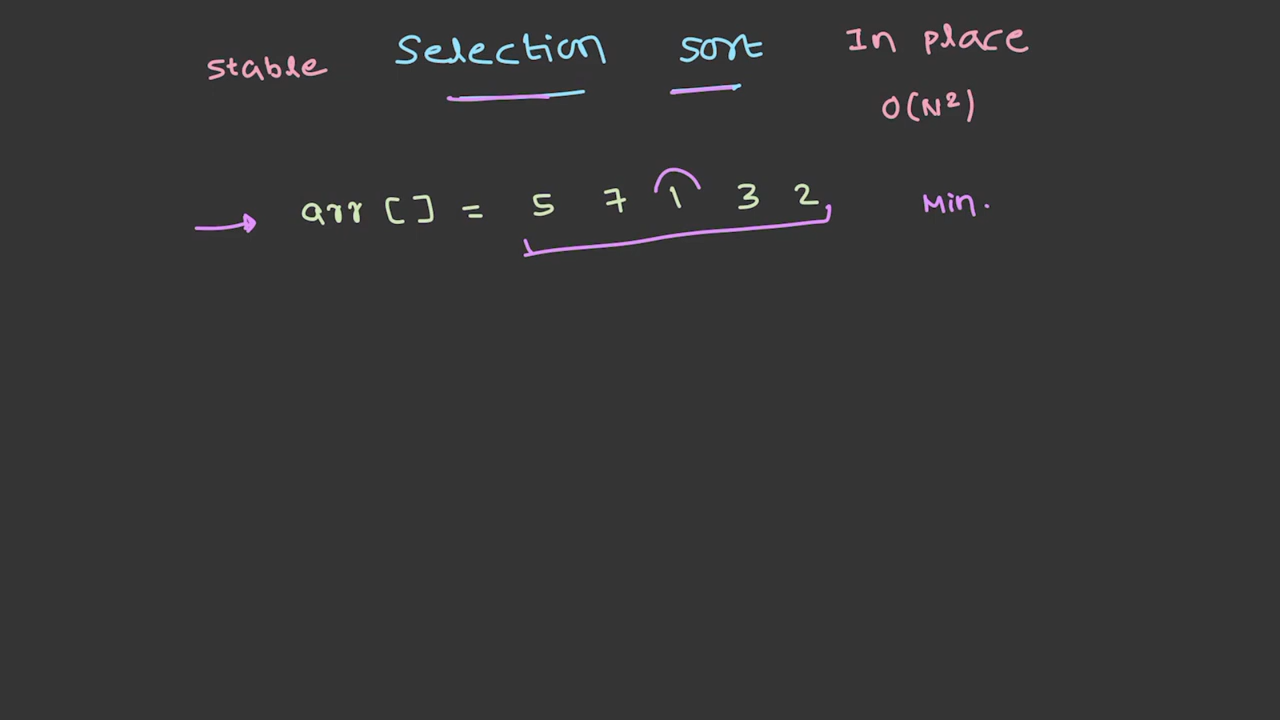 stable Selection sort In place
O(N²)
arr [] = 5 7 1 3 2 Min.